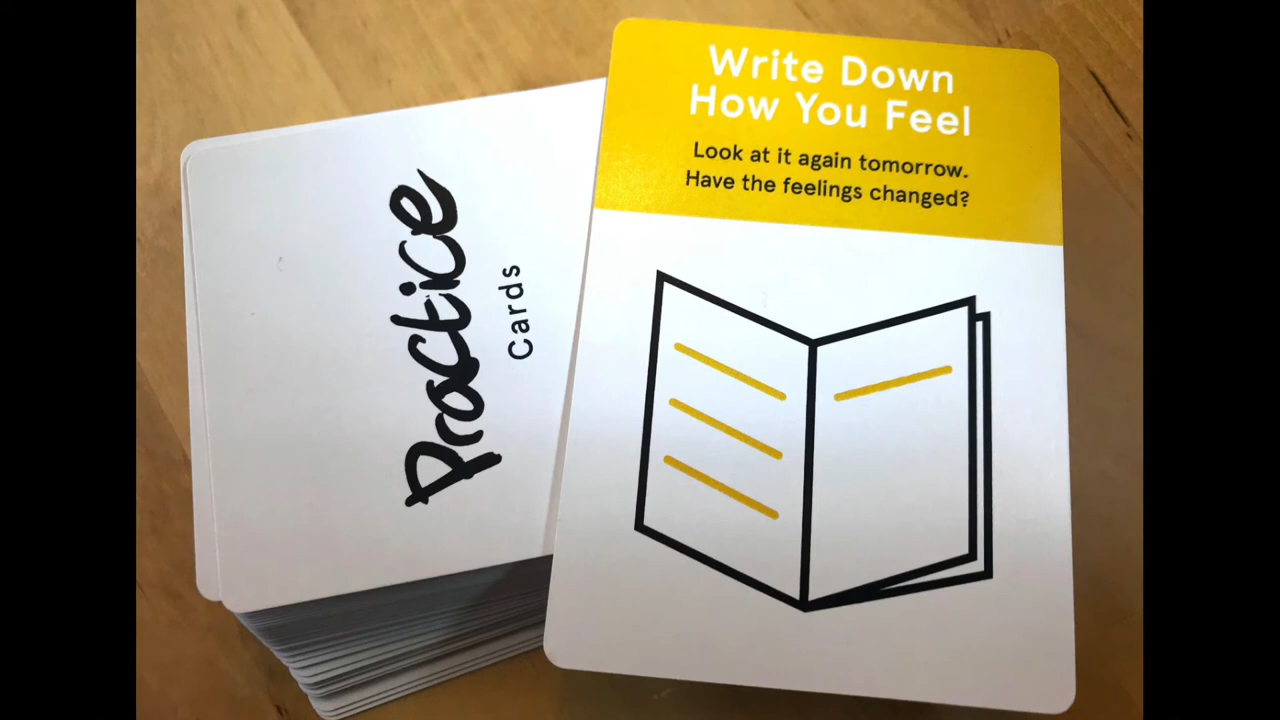 Practice
Cards
Write Down
How You Feel
Look at it again tomorrow.
Have the feelings changed?